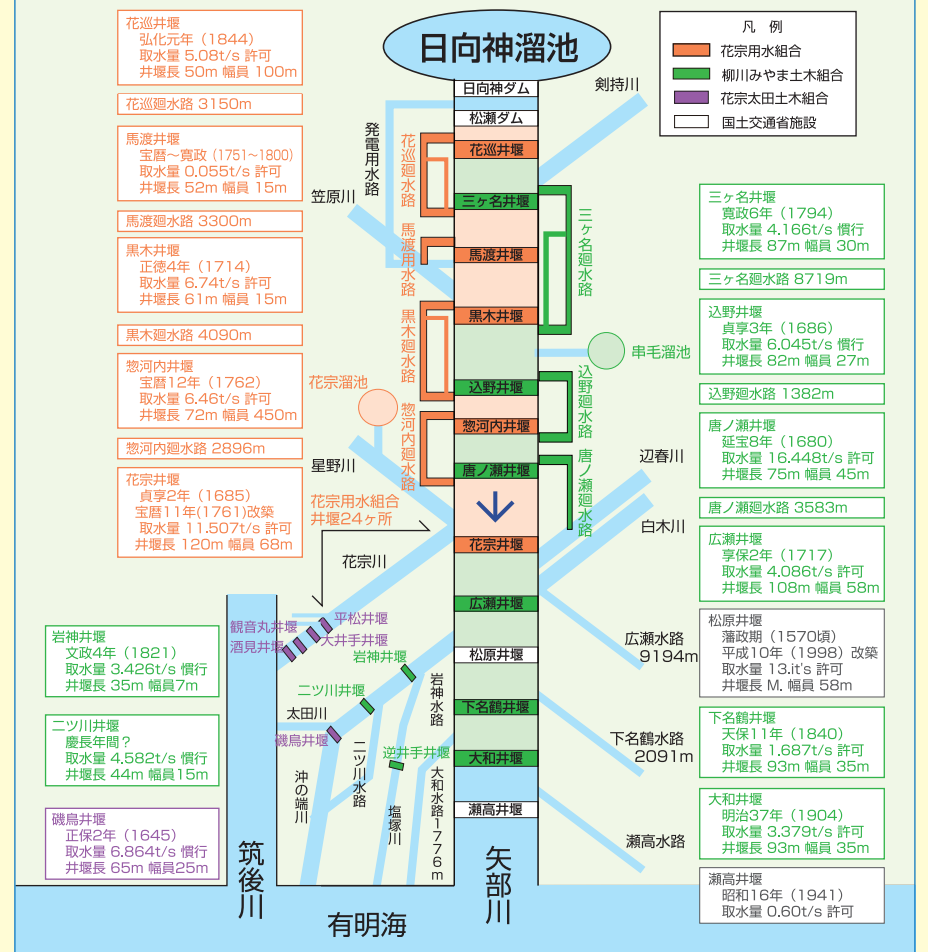 日向神溜池
凡 例
花宗用水組合
柳川みやま土木組合
花宗太田土木組合
国土交通省施設
花巡井堰
弘化元年（1844）
取水量 5.08t/s 許可
井堰長 50m 幅員 100m
花巡廻水路 3150m
馬渡井堰
宝暦～寛政（1751～1800）
取水量 0.055t/s 許可
井堰長 52m 幅員 15m
馬渡廻水路 3300m
黒木井堰
正徳4年（1714）
取水量 6.74t/s 許可
井堰長 61m 幅員 15m
黒木廻水路 4090m
惣河内井堰
宝暦12年（1762）
取水量 6.46t/s 許可
井堰長 72m 幅員 450m
惣河内廻水路 2896m
花宗井堰
貞享2年（1685）
宝暦11年(1761)改築
取水量 11.507t/s 許可
井堰長 120m 幅員 68m
日向神ダム
松瀬ダム
花巡井堰
三ヶ名井堰
馬渡井堰
黒木井堰
込野井堰
惣河内井堰
唐ノ瀬井堰
花宗井堰
広瀬井堰
松原井堰
下名鶴井堰
大和井堰
瀬高井堰
矢部川
発電用水路
花巡廻水路
笠原川
馬渡用水路
黒木廻水路
花宗溜池
惣河内廻水路
星野川
花宗用水組合
井堰24ヶ所
花宗川
剣持川
三ヶ名廻水路
串毛溜池
込野廻水路
唐ノ瀬廻水路
辺春川
白木川
広瀬水路
9194m
下名鶴水路
2091m
瀬高水路
三ヶ名井堰
寛政6年（1794）
取水量 4.166t/s 慣行
井堰長 87m 幅員 30m
三ヶ名廻水路 8719m
込野井堰
貞享3年（1686）
取水量 6.045t/s 慣行
井堰長 82m 幅員 27m
込野廻水路 1382m
唐ノ瀬井堰
延宝8年（1680）
取水量 16.448t/s 許可
井堰長 75m 幅員 45m
唐ノ瀬廻水路 3583m
広瀬井堰
享保2年（1717）
取水量 4.086t/s 許可
井堰長 108m 幅員 58m
松原井堰
藩政期（1570頃）
平成10年（1998）改築
取水量 13.it's 許可
井堰長 M. 幅員 58m
下名鶴井堰
天保11年（1840）
取水量 1.687t/s 許可
井堰長 93m 幅員 35m
大和井堰
明治37年（1904）
取水量 3.379t/s 許可
井堰長 93m 幅員 35m
瀬高井堰
昭和16年（1941）
取水量 0.60t/s 許可
観音丸井堰
平松井堰
酒見井堰
大井手井堰
岩神井堰
二ツ川井堰
太田川
磯鳥井堰
逆井手井堰
岩神水路
二ツ川水路
沖の端川
塩塚川
大和水路1776m
岩神井堰
文政4年（1821）
取水量 3.426t/s 慣行
井堰長 35m 幅員7m
二ツ川井堰
慶長年間？
取水量 4.582t/s 慣行
井堰長 44m 幅員15m
磯鳥井堰
正保2年（1645）
取水量 6.864t/s 慣行
井堰長 65m 幅員25m
筑後川
有明海